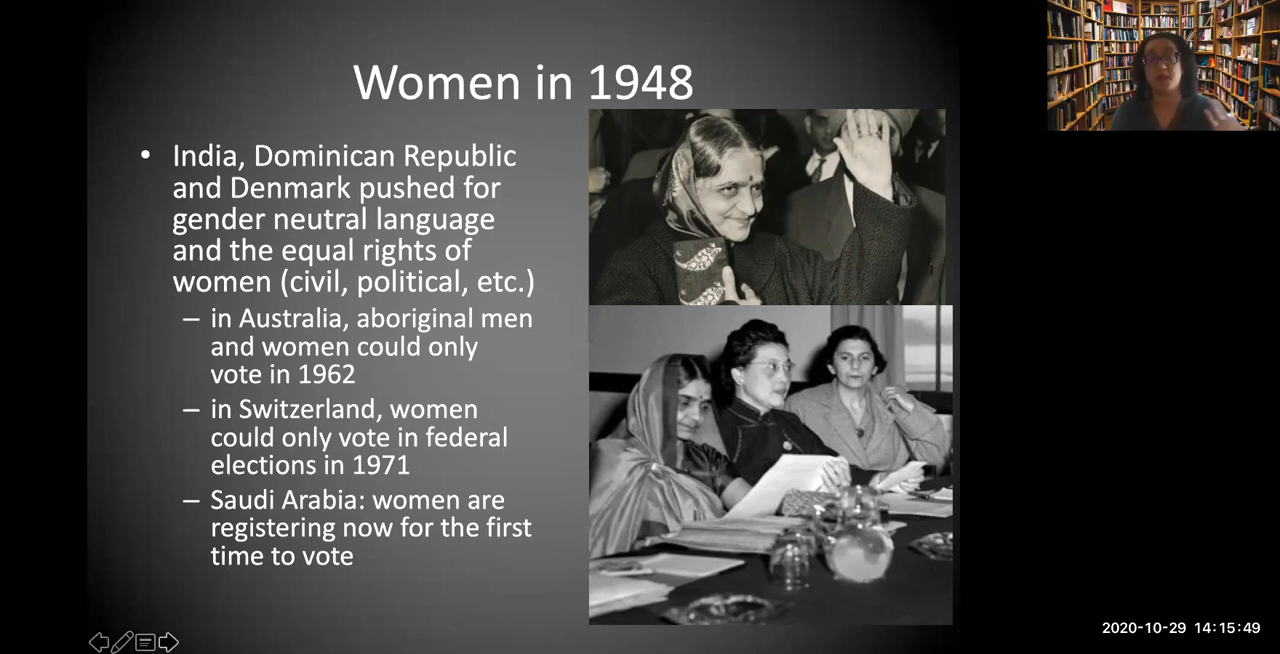 Women in 1948
• India, Dominican Republic
and Denmark pushed for
gender neutral language
and the equal rights of
women (civil, political, etc.)
– in Australia, aboriginal men
and women could only
vote in 1962
– in Switzerland, women
could only vote in federal
elections in 1971
– Saudi Arabia: women are
registering now for the first
time to vote
2020-10-29 14:15:49